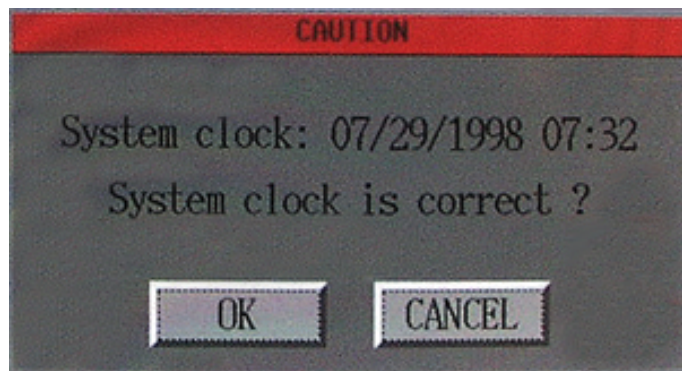 CAUTION
System clock: 07/29/1998 07:32
System clock is correct ?
OK CANCEL